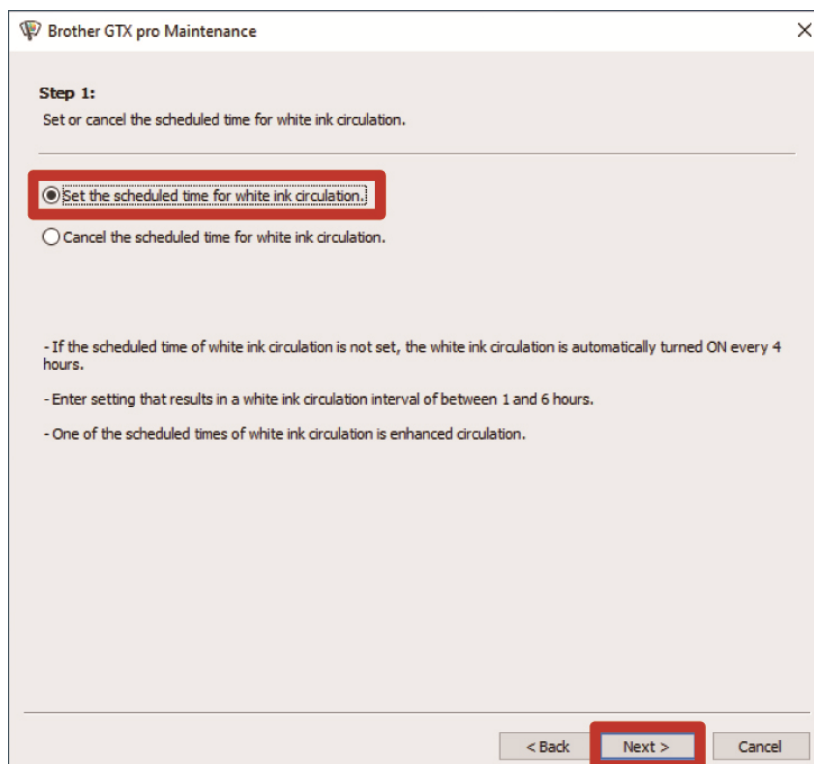 Brother GTX pro Maintenance
Step 1:
Set or cancel the scheduled time for white ink circulation.
Set the scheduled time for white ink circulation.
Cancel the scheduled time for white ink circulation.
- If the scheduled time of white ink circulation is not set, the white ink circulation is automatically turned ON every 4
hours.
- Enter setting that results in a white ink circulation interval of between 1 and 6 hours.
- One of the scheduled times of white ink circulation is enhanced circulation.
< Back Next > Cancel